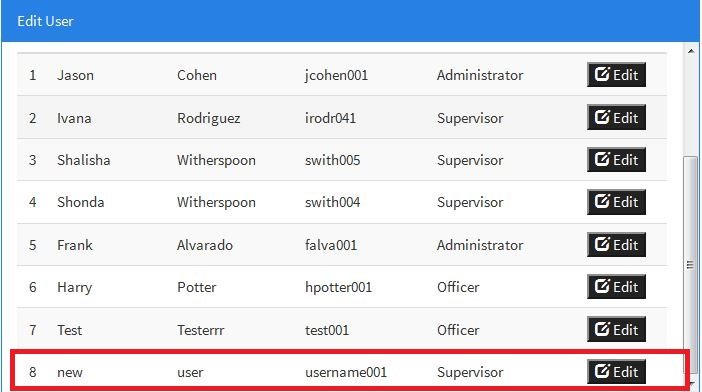 Edit User
1 Jason Cohen jcohen001 Administrator Edit
2 Ivana Rodriguez irodr041 Supervisor Edit
3 Shalisha Witherspoon swith005 Supervisor Edit
4 Shonda Witherspoon swith004 Supervisor Edit
5 Frank Alvarado falva001 Administrator Edit
6 Harry Potter hpotter001 Officer Edit
7 Test Testerrr test001 Officer Edit
8 new user username001 Supervisor Edit